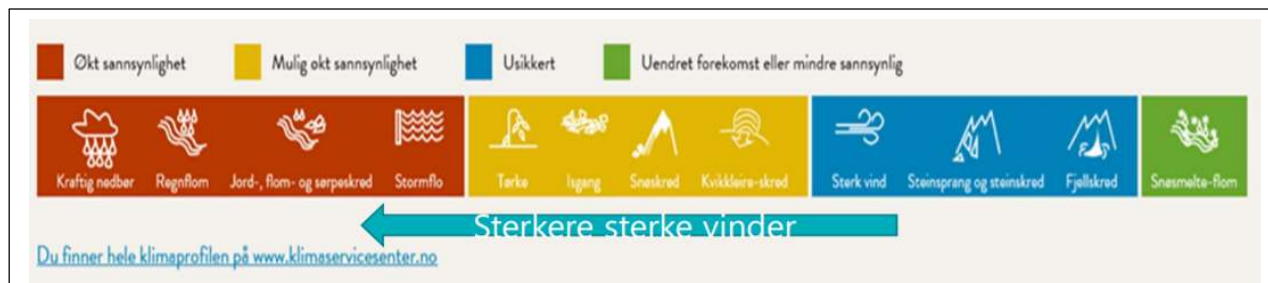 Økt sannsynlighet Mulig økt sannsynlighet Usikkert Uendret forekomst eller mindre sannsynlig
Kraftig nedbør Regnflom Jord-, flom- og sørpeskred Stormflo Tørke Isgang Snøskred Kvikkleire-skred Sterk vind Steinsprang og steinskred Fjellskred Snøsmelte-flom
Sterkere sterke vinder
Du finner hele klimaprofilen på www.klimaservicesenter.no